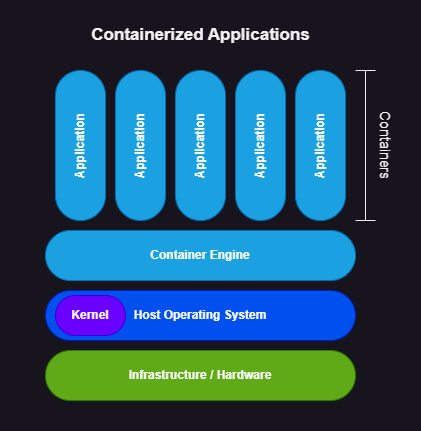 Containerized Applications
Application
Application
Application
Application
Application
Containers
Container Engine
Kernel
Host Operating System
Infrastructure / Hardware